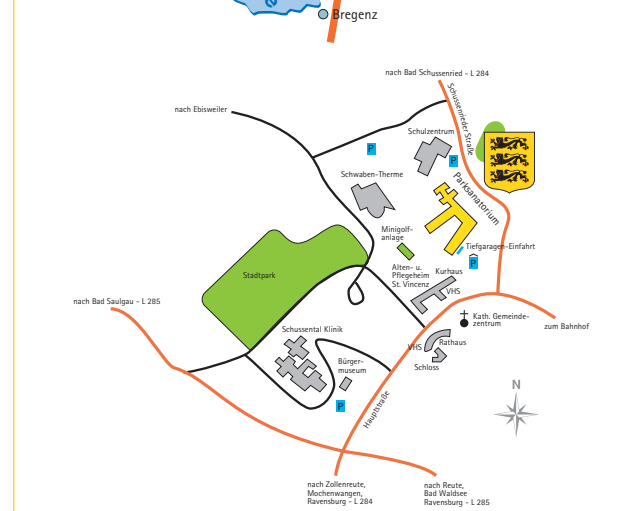 Bregenz
nach Bad Schussenried - L 284
Schussenrieder Straße
nach Ebisweiler
Schulzentrum
P
P
Schwaben-Therme
Parksanatorium
Minigolf-
anlage
Tiefgaragen-Einfahrt
P
Alten- u.
Pflegeheim
St. Vincenz
Kurhaus
VHS
Stadtpark
nach Bad Saulgau - L 285
Kath. Gemeinde-
zentrum
zum Bahnhof
Schussental Klinik
Rathaus
VHS
Schloss
Bürger-
museum
P
Hauptstraße
N
nach Zollenreute,
Mochenwangen,
Ravensburg - L 284
nach Reute,
Bad Waldsee
Ravensburg - L 285